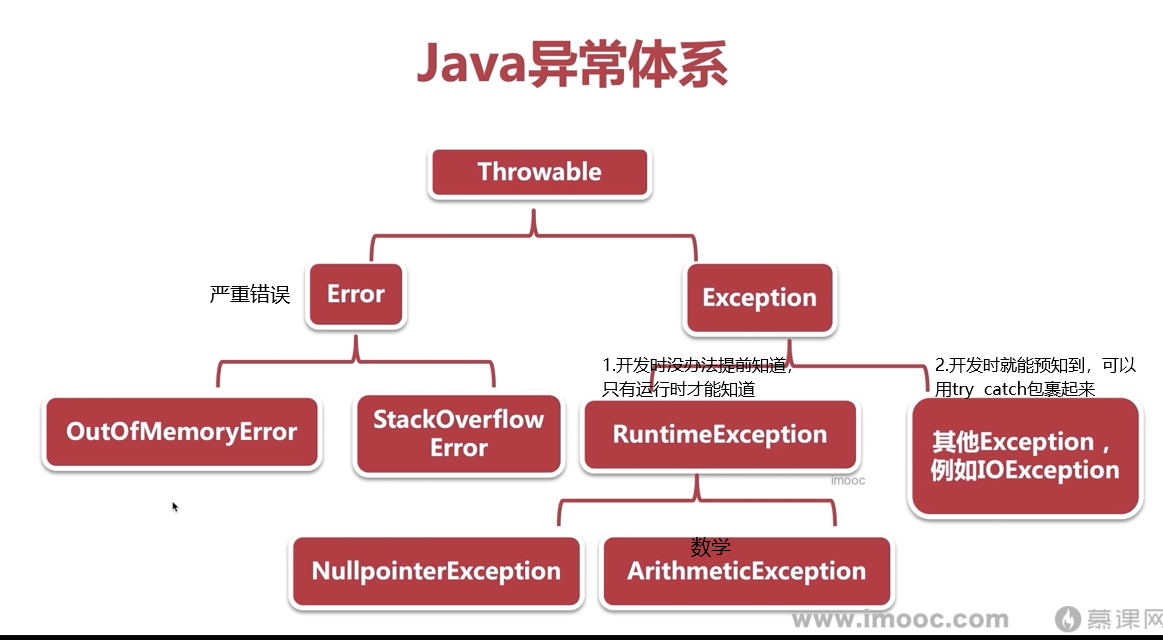 Java异常体系
Throwable
严重错误
Error
Exception
1.开发时没办法提前知道，
只有运行时才能知道
2.开发时就能预知到，可以
用try catch包裹起来
OutOfMemoryError
StackOverflow
Error
RuntimeException
其他Exception，
例如IOException
imooc
数学
NullpointerException
ArithmeticException
www.imooc.com
慕课网